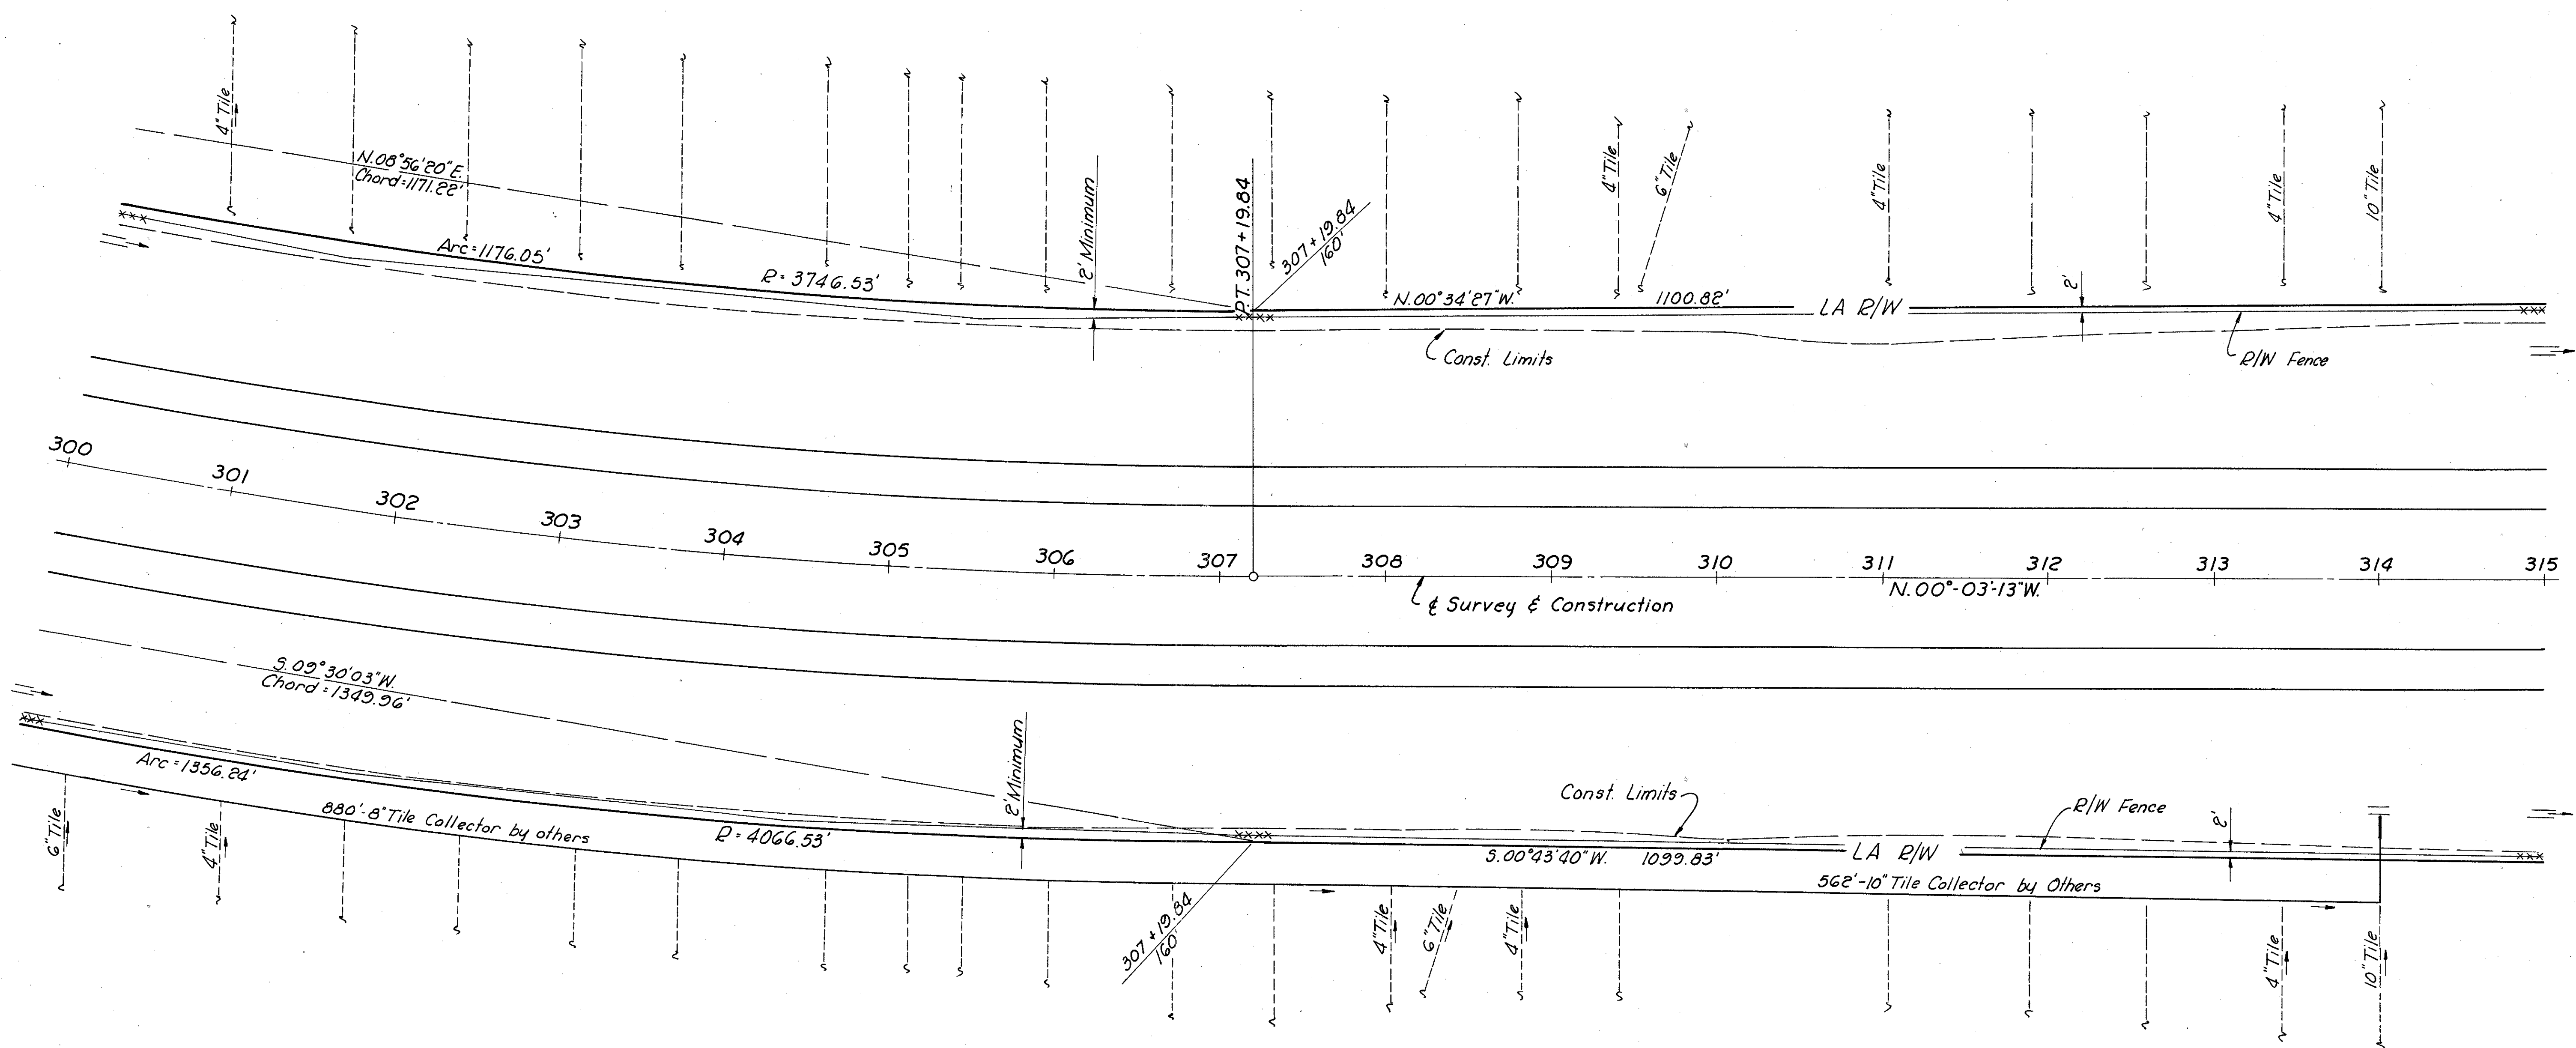 4" Tile
N.08°56'20"E.
Chord=1171.22'
Arc=1176.05'
R=3746.53'
2' Minimum
P.T. 307+19.84
307+19.84
160'
4" Tile
6" Tile
4" Tile
4" Tile
10" Tile
N.00°34'27"W.
1100.82'
LA R/W
2'
Const. Limits
R/W Fence
300
301
302
303
304
305
306
307
308
309
310
311
312
313
314
315
N.00°-03'-13"W.
℄ Survey & Construction
S.09°30'03"W.
Chord=1349.96'
2' Minimum
Arc=1356.24'
880'-8" Tile Collector by others
R=4066.53'
Const. Limits
R/W Fence
2'
S.00°43'40"W.
1099.83'
LA R/W
562'-10" Tile Collector by Others
307+19.84
160'
6" Tile
4" Tile
4" Tile
6" Tile
4" Tile
4" Tile
10" Tile